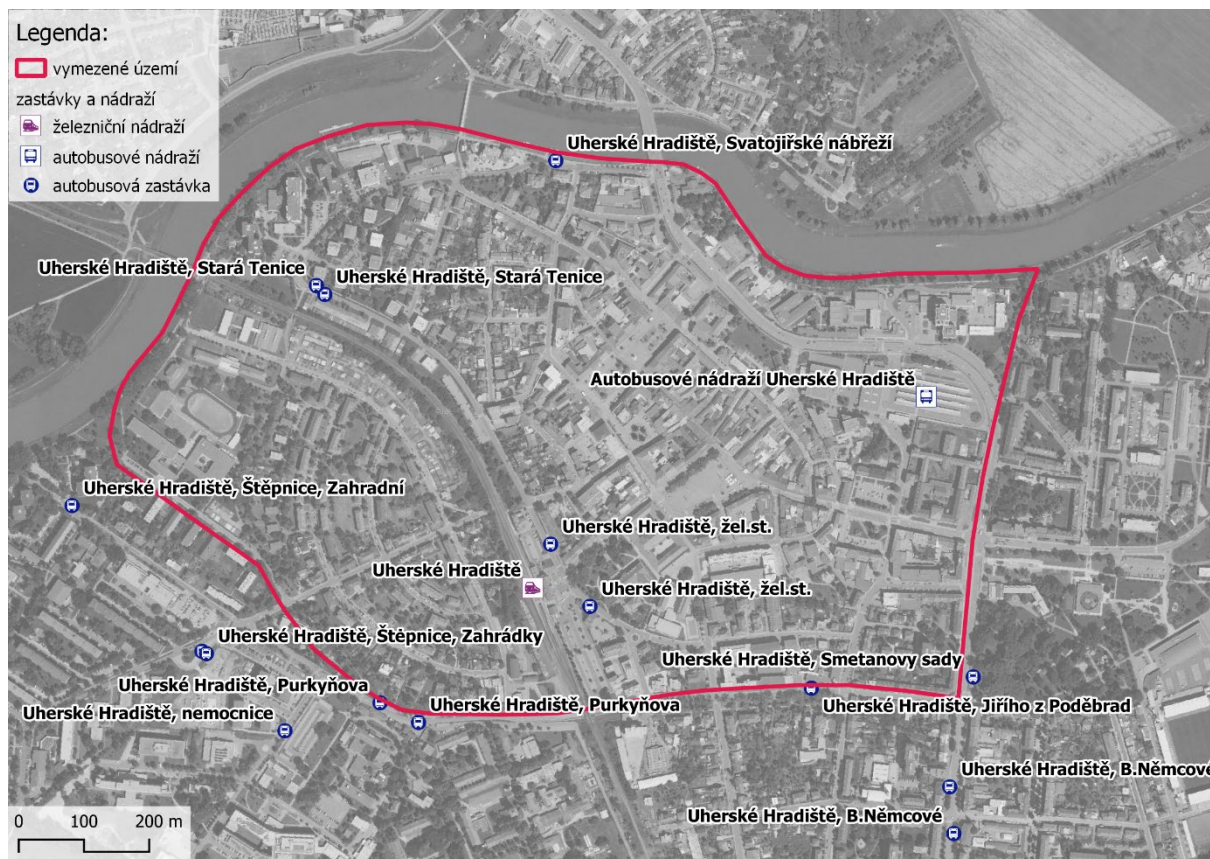 Legenda:
vymezené území
zastávky a nádraží
železniční nádraží
autobusové nádraží
autobusová zastávka
Uherské Hradiště, Svatojiřské nábřeží
Uherské Hradiště, Stará Tenice
Uherské Hradiště, Stará Tenice
Autobusové nádraží Uherské Hradiště
Uherské Hradiště, Štěpnice, Zahradní
Uherské Hradiště, žel.st.
Uherské Hradiště
Uherské Hradiště, žel.st.
Uherské Hradiště, Štěpnice, Zahrádky
Uherské Hradiště, Smetanovy sady
Uherské Hradiště, Purkyňova
Uherské Hradiště, Purkyňova
Uherské Hradiště, Jiřího z Poděbrad
Uherské Hradiště, nemocnice
Uherské Hradiště, B.Němcové
Uherské Hradiště, B.Němcové
0 100 200 m